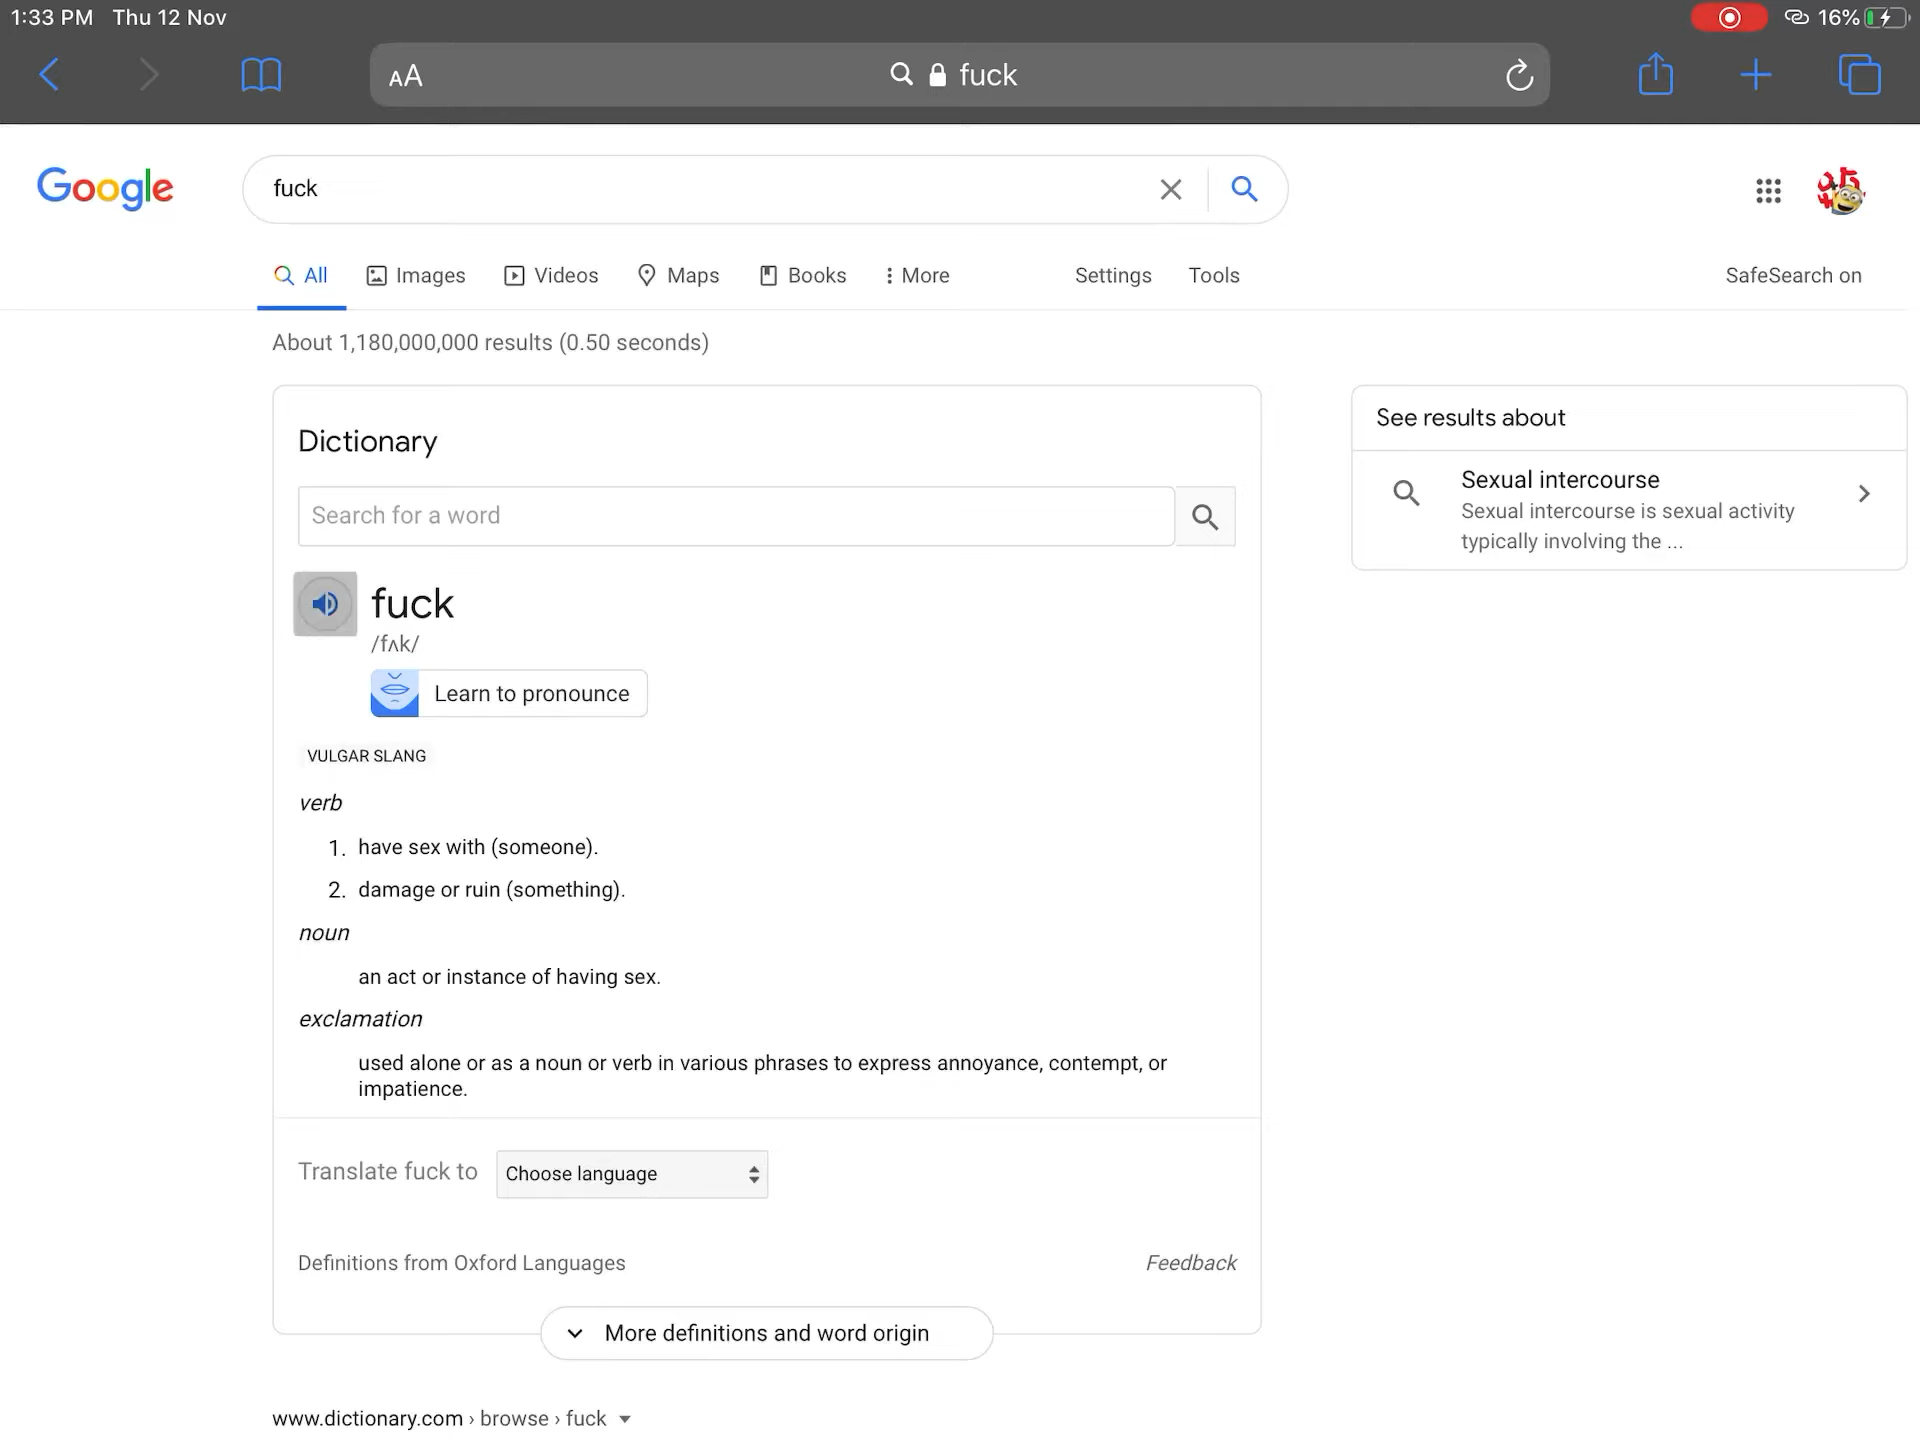 1:33 PM Thu 12 Nov
16%
AA fuck
Google
fuck
All Images Videos Maps Books More Settings Tools SafeSearch on
About 1,180,000,000 results (0.50 seconds)
Dictionary
Search for a word
fuck
/fʌk/
Learn to pronounce
VULGAR SLANG
verb
1. have sex with (someone).
2. damage or ruin (something).
noun
an act or instance of having sex.
exclamation
used alone or as a noun or verb in various phrases to express annoyance, contempt, or
impatience.
Translate fuck to Choose language
Definitions from Oxford Languages Feedback
More definitions and word origin
www.dictionary.com › browse › fuck
See results about
Sexual intercourse
Sexual intercourse is sexual activity
typically involving the ...